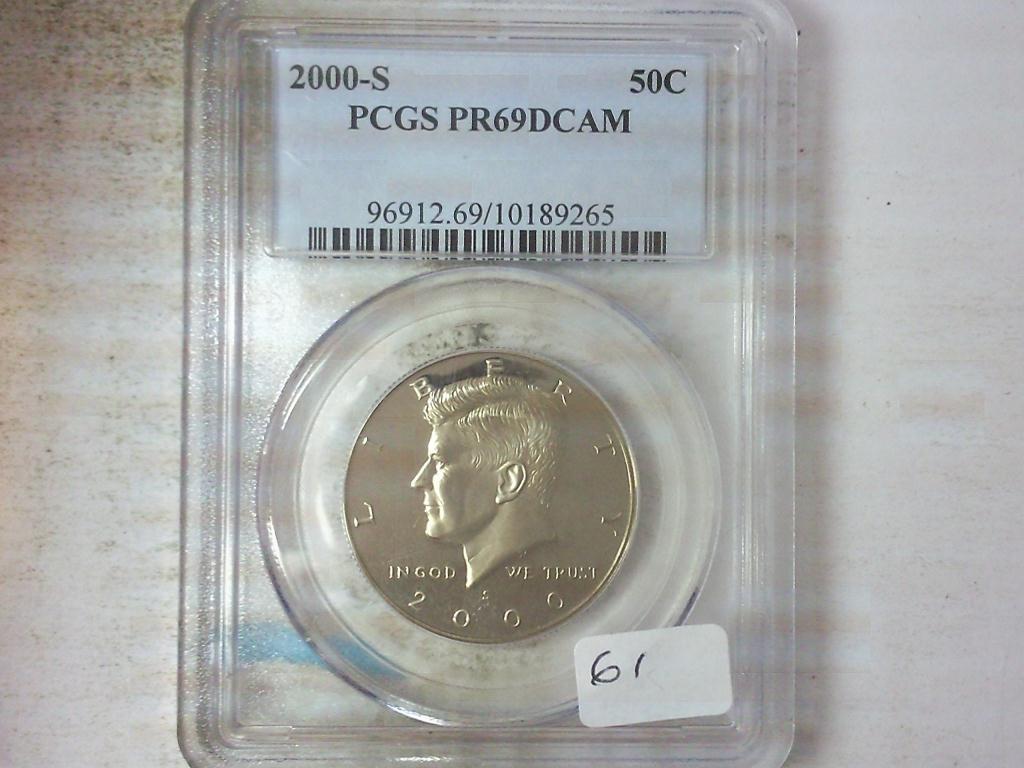 2000-S 50C
PCGS PR69DCAM
96912.69/10189265
LIBERTY
IN GOD WE TRUST
S
2000
61